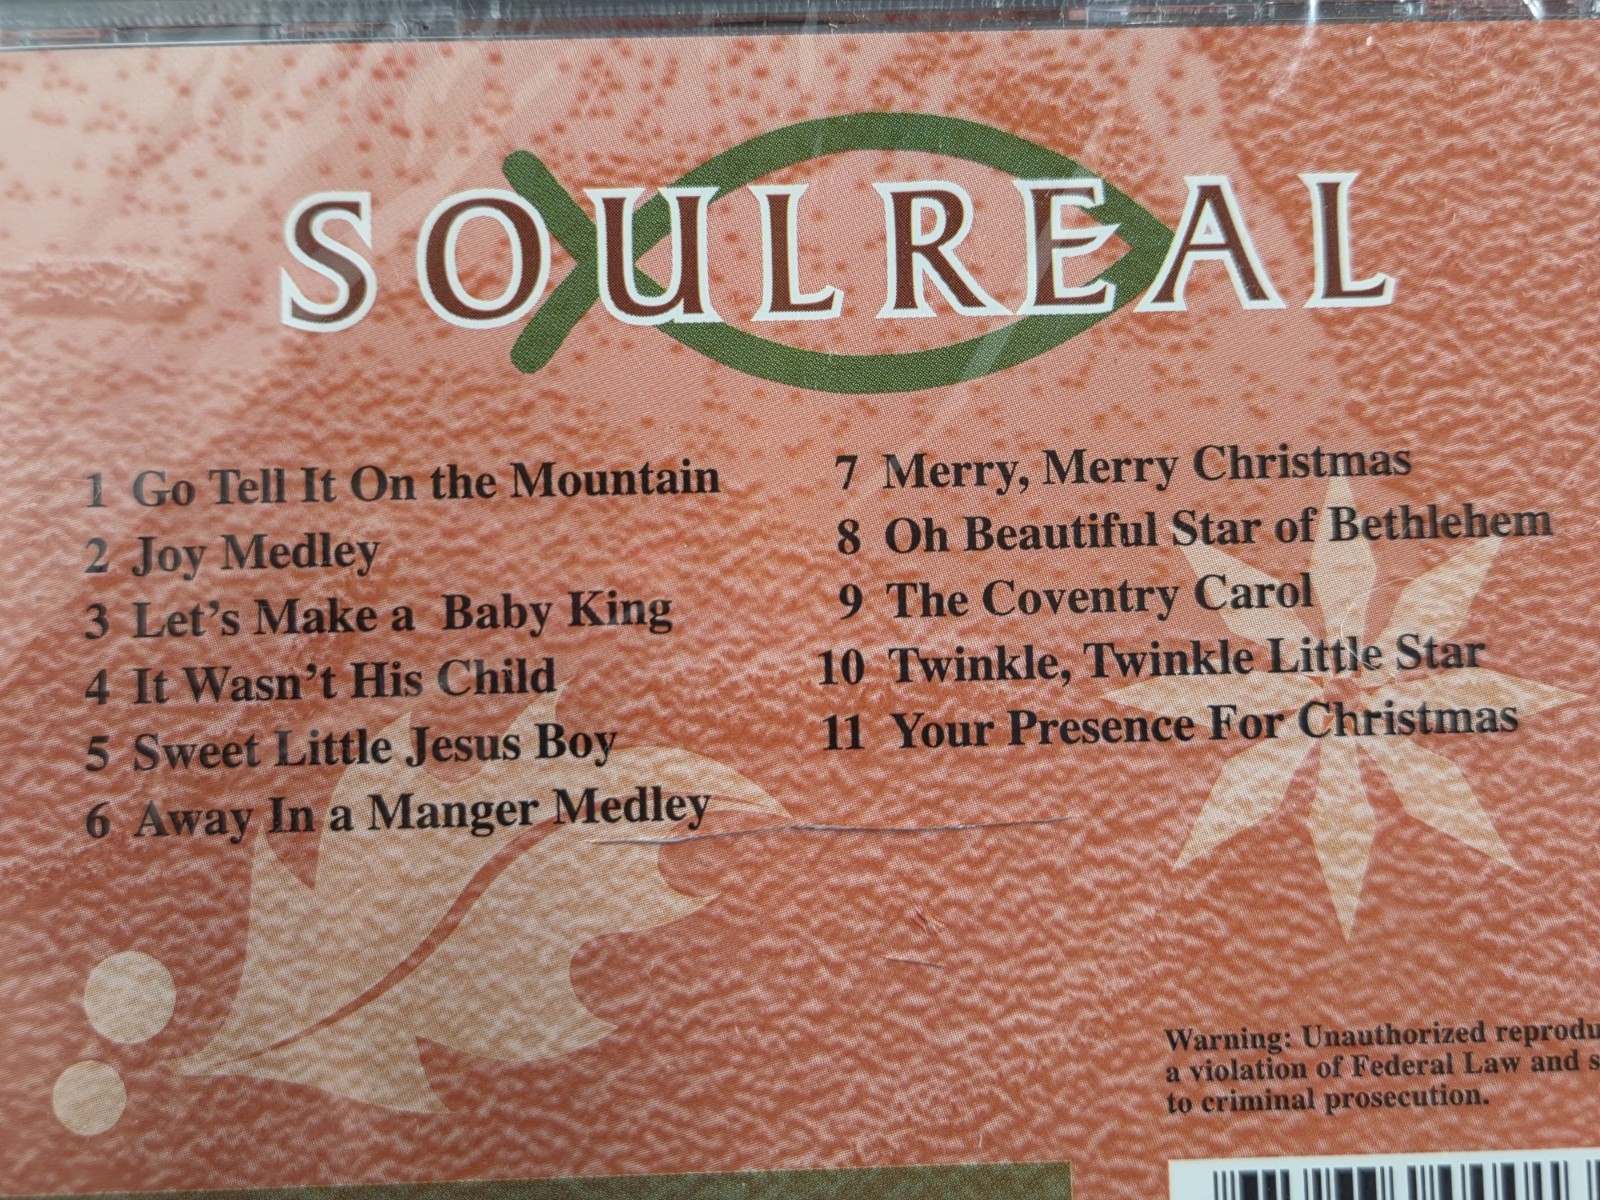 SOULREAL
1 Go Tell It On the Mountain
2 Joy Medley
3 Let's Make a Baby King
4 It Wasn't His Child
5 Sweet Little Jesus Boy
6 Away In a Manger Medley
7 Merry, Merry Christmas
8 Oh Beautiful Star of Bethlehem
9 The Coventry Carol
10 Twinkle, Twinkle Little Star
11 Your Presence For Christmas
Warning: Unauthorized
a violation of Federal Law and
to criminal prosecution.